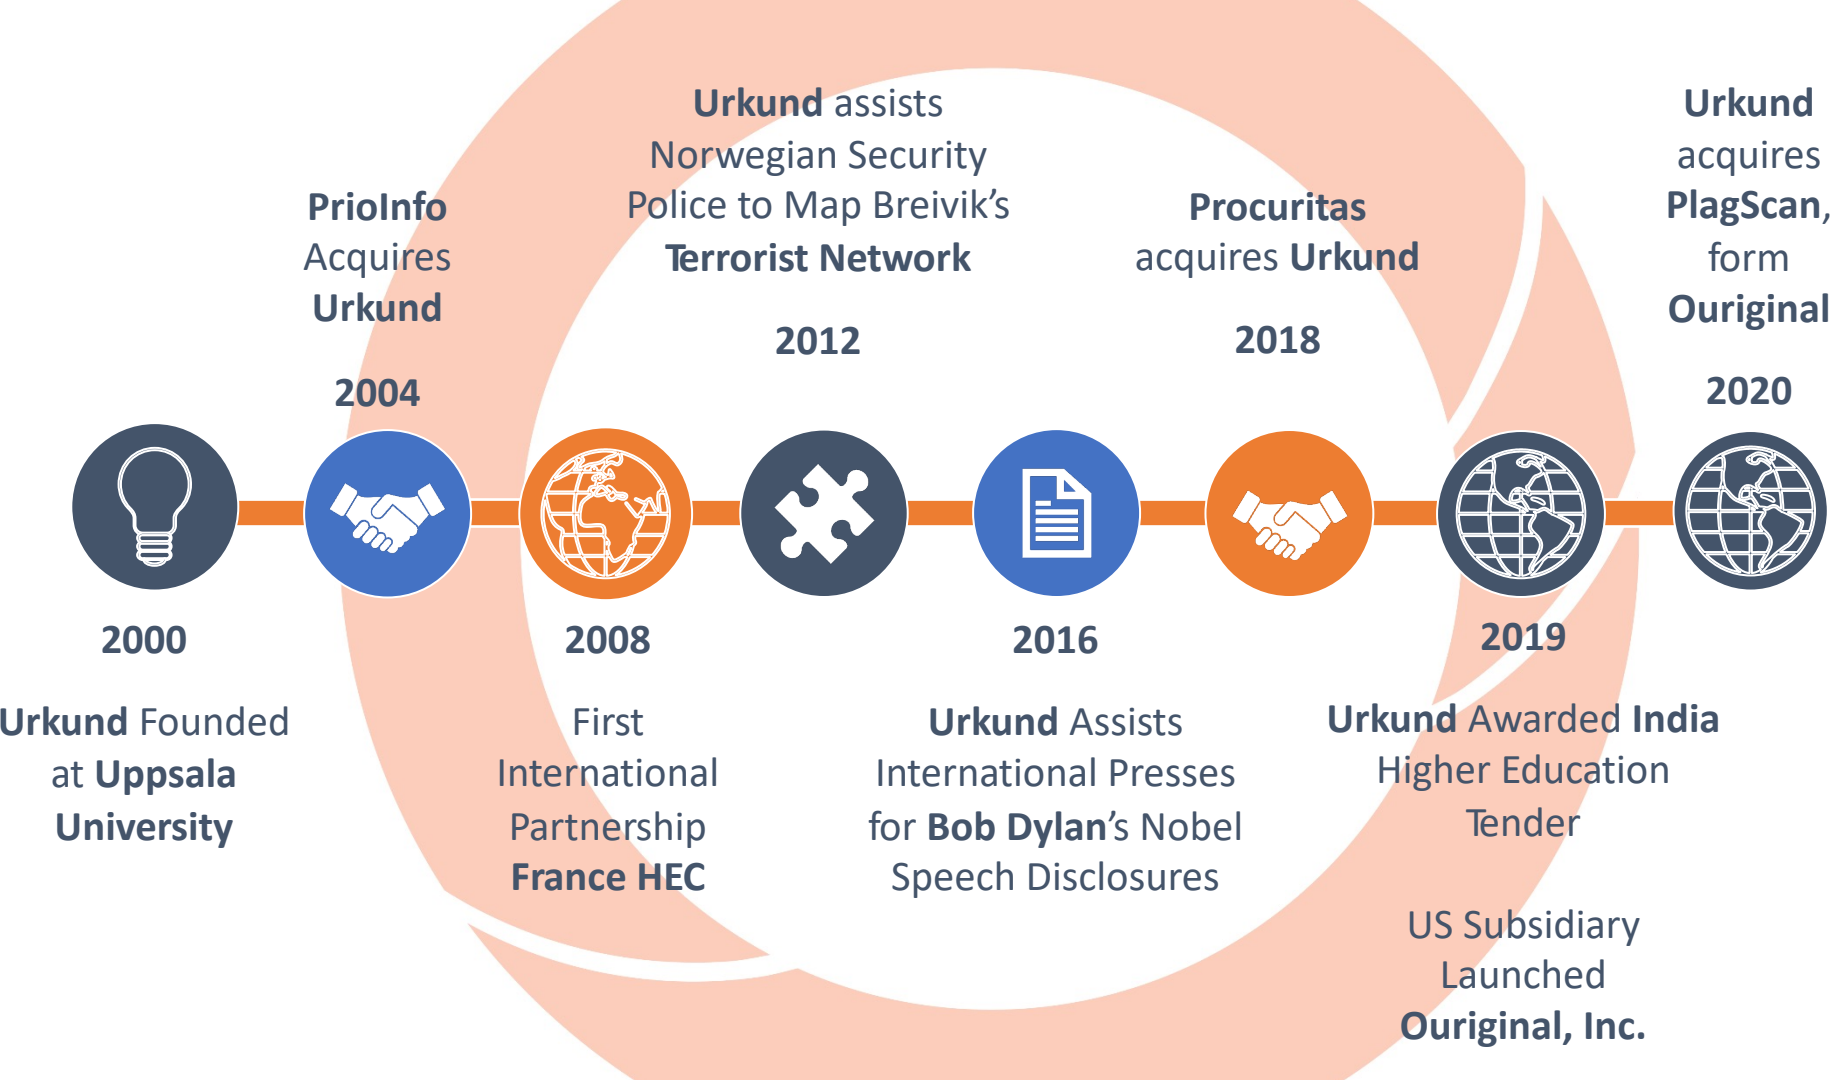 2000
Urkund Founded
at Uppsala
University
PrioInfo
Acquires
Urkund
2004
2008
First
International
Partnership
France HEC
Urkund assists
Norwegian Security
Police to Map Breivik’s
Terrorist Network
2012
2016
Urkund Assists
International Presses
for Bob Dylan’s Nobel
Speech Disclosures
Procuritas
acquires Urkund
2018
2019
Urkund Awarded India
Higher Education
Tender
US Subsidiary
Launched
Ouriginal, Inc.
Urkund
acquires
PlagScan,
form
Ouriginal
2020